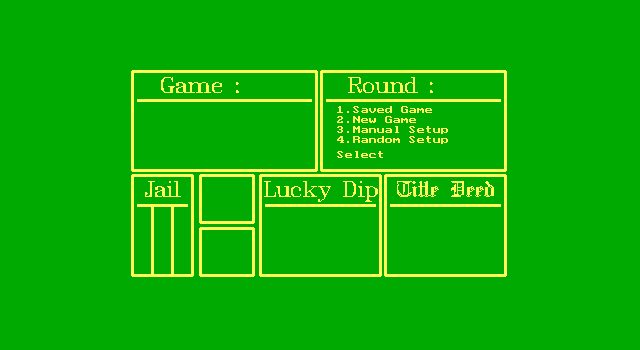 Game :
Round :
1.Saved Game
2.New Game
3.Manual Setup
4.Random Setup
Select
Jail
Lucky Dip
Title Deed